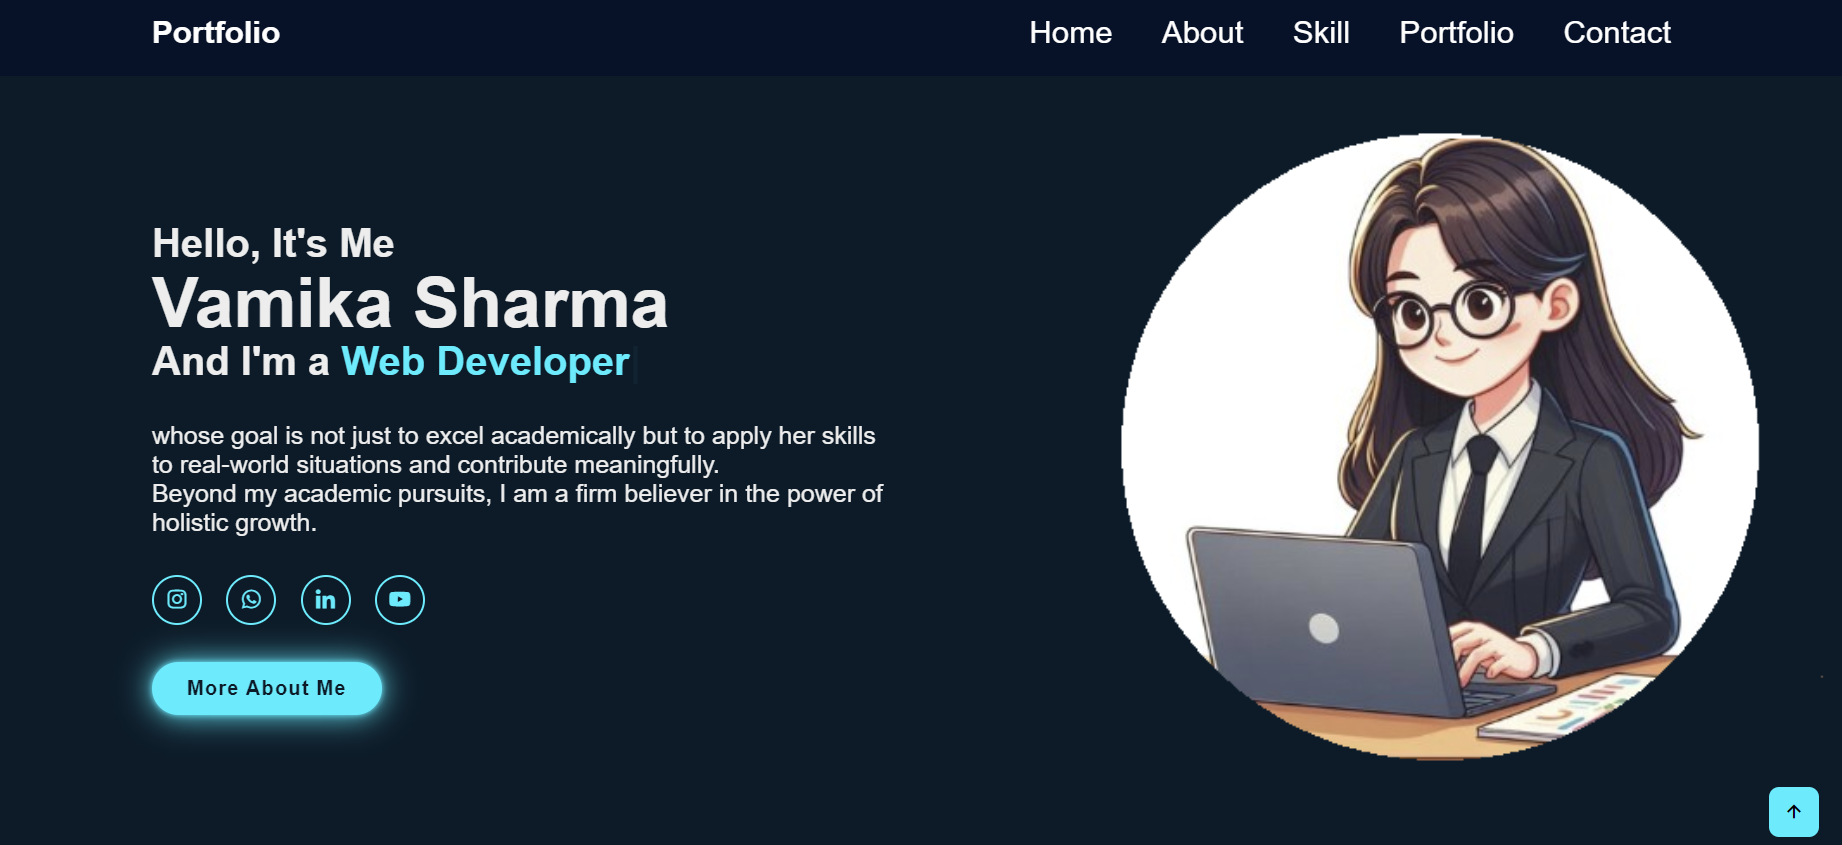 Portfolio
Home About Skill Portfolio Contact
Hello, It's Me
Vamika Sharma
And I'm a Web Developer
whose goal is not just to excel academically but to apply her skills
to real-world situations and contribute meaningfully.
Beyond my academic pursuits, I am a firm believer in the power of
holistic growth.
More About Me